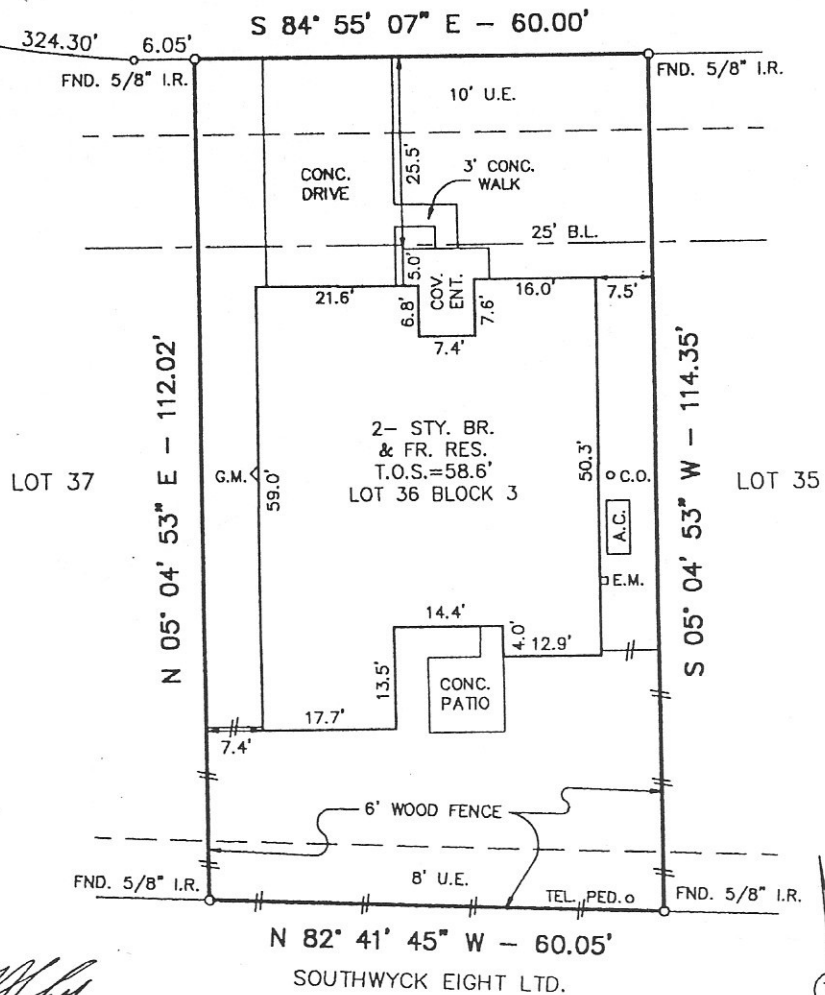 S 84° 55' 07" E - 60.00'
324.30'
6.05'
FND. 5/8" I.R.
FND. 5/8" I.R.
10' U.E.
CONC.
DRIVE
25.5'
3' CONC.
WALK
25' B.L.
5.0'
COV.
ENT.
21.6'
6.8'
7.6'
16.0'
7.5'
7.4'
N 05° 04' 53" E - 112.02'
S 05° 04' 53" W - 114.35'
2- STY. BR.
& FR. RES.
T.O.S.=58.6'
LOT 36 BLOCK 3
LOT 37
G.M.
59.0'
50.3'
C.O.
A.C.
E.M.
LOT 35
14.4'
4.0'
12.9'
13.5'
CONC.
PATIO
17.7'
7.4'
6' WOOD FENCE
8' U.E.
FND. 5/8" I.R.
TEL. PED.
FND. 5/8" I.R.
N 82° 41' 45" W - 60.05'
SOUTHWYCK EIGHT LTD.